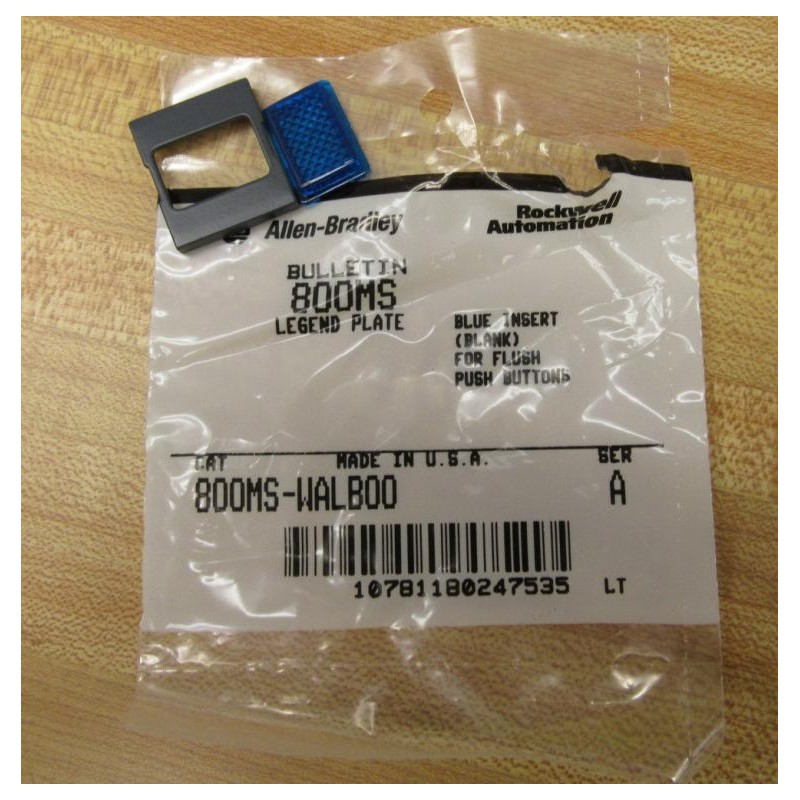 Allen-Bradley
Rockwell
Automation
BULLETIN
800MS
LEGEND PLATE
BLUE INSERT
(BLANK)
FOR FLUSH
PUSH BUTTONS
CAT MADE IN U.S.A. SER
800MS-WALB00 A
10781180247535 LT